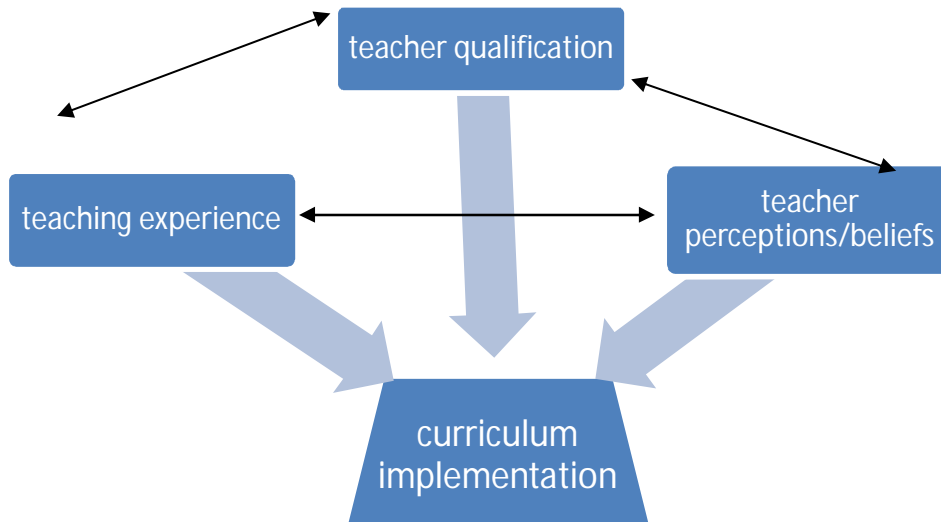 teacher qualification
teaching experience
teacher
perceptions/beliefs
curriculum
implementation